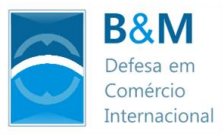 B&M
Defesa em
Comércio
Internacional